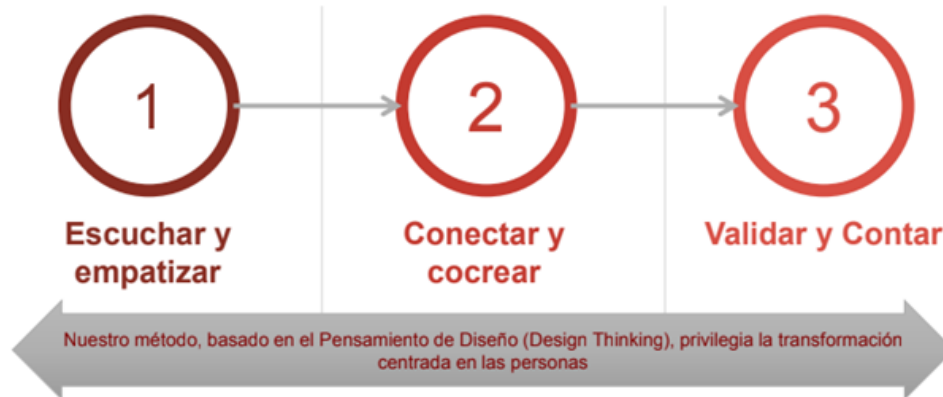 1
2
3
Escuchar y
empatizar
Conectar y
cocrear
Validar y Contar
Nuestro método, basado en el Pensamiento de Diseño (Design Thinking), privilegia la transformación
centrada en las personas